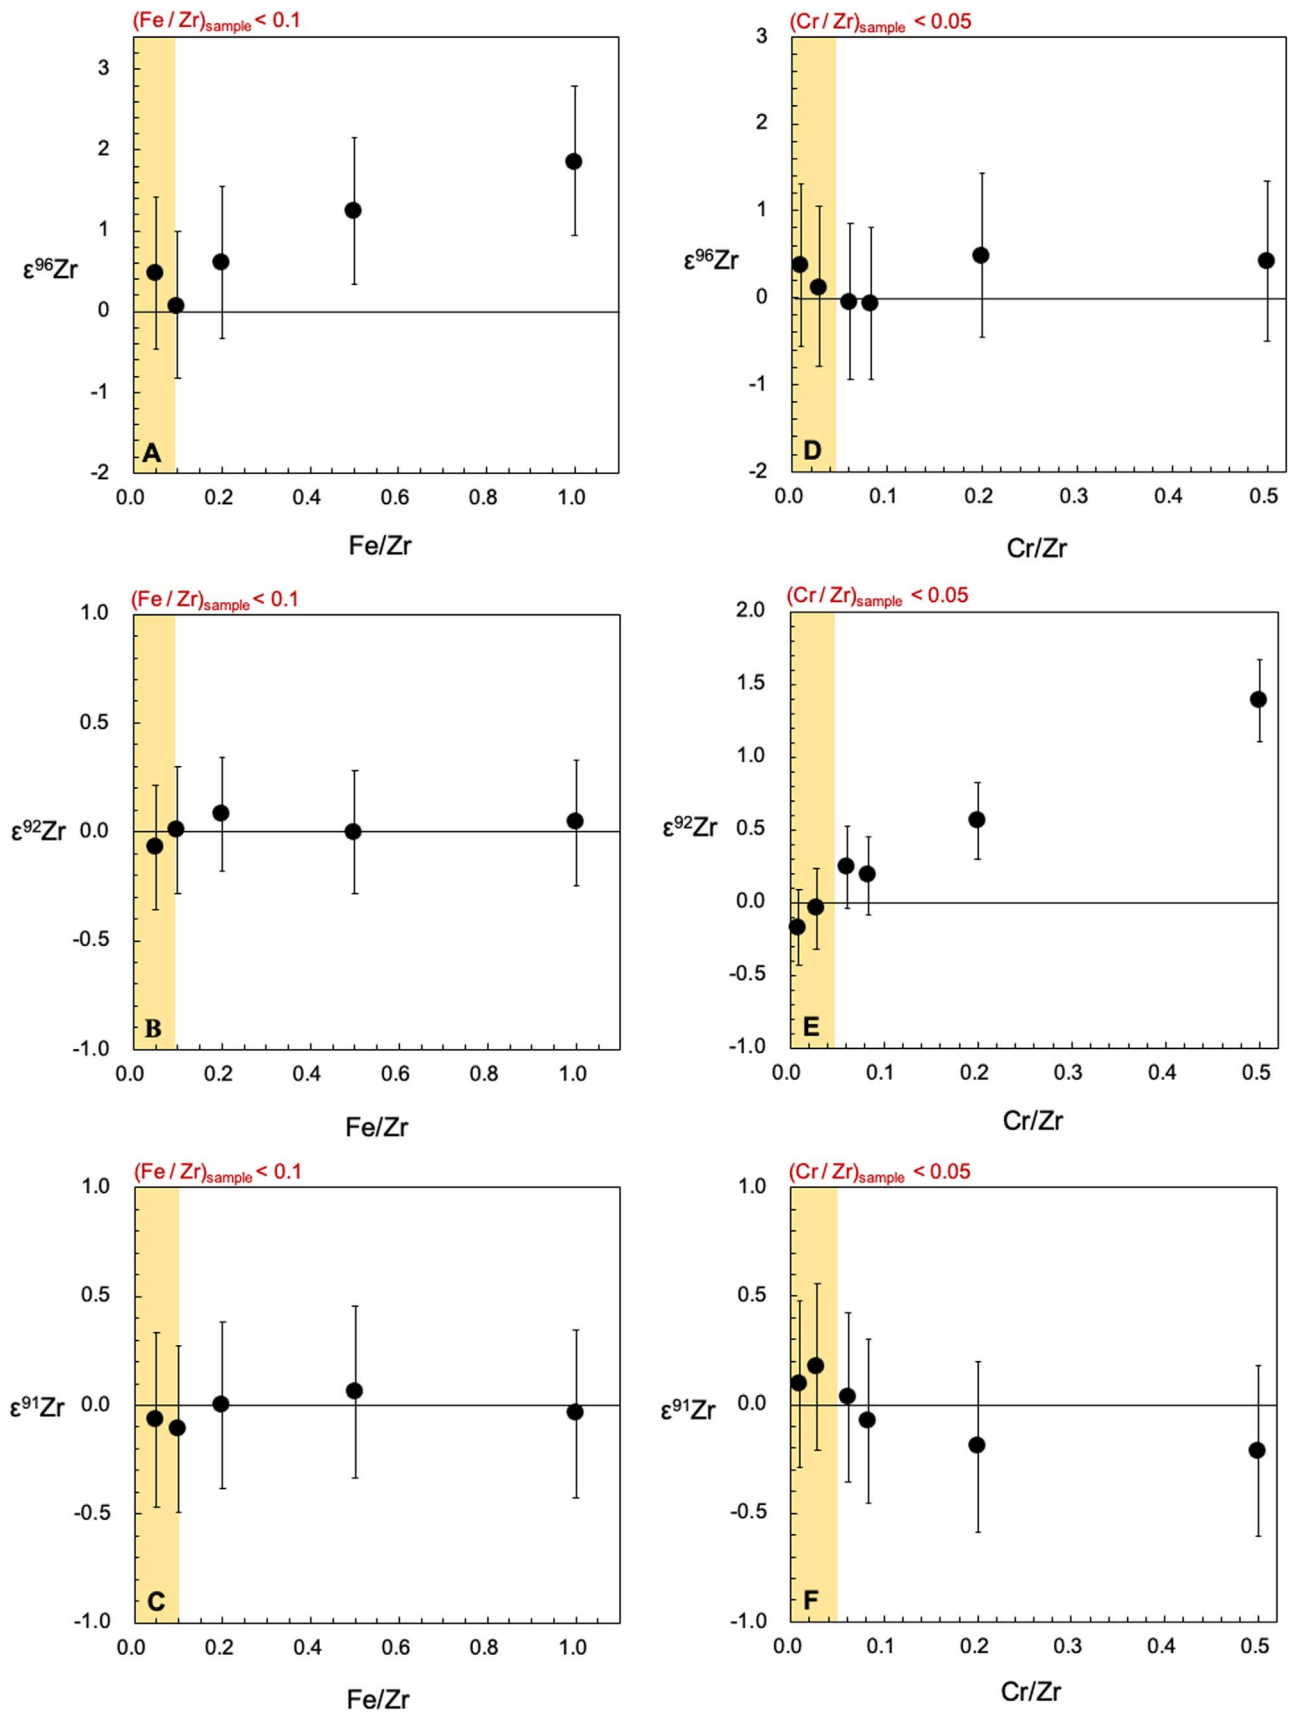 (Fe / Zr)sample < 0.1
3
2
1
0
-1
-2
ε96Zr
A
0.0 0.2 0.4 0.6 0.8 1.0
Fe/Zr
(Cr / Zr)sample < 0.05
3
2
1
0
-1
-2
ε96Zr
D
0.0 0.1 0.2 0.3 0.4 0.5
Cr/Zr
(Fe / Zr)sample < 0.1
1.0
0.5
0.0
-0.5
-1.0
ε92Zr
B
0.0 0.2 0.4 0.6 0.8 1.0
Fe/Zr
(Cr / Zr)sample < 0.05
2.0
1.5
1.0
0.5
0.0
-0.5
-1.0
ε92Zr
E
0.0 0.1 0.2 0.3 0.4 0.5
Cr/Zr
(Fe / Zr)sample < 0.1
1.0
0.5
0.0
-0.5
-1.0
ε91Zr
C
0.0 0.2 0.4 0.6 0.8 1.0
Fe/Zr
(Cr / Zr)sample < 0.05
1.0
0.5
0.0
-0.5
-1.0
ε91Zr
F
0.0 0.1 0.2 0.3 0.4 0.5
Cr/Zr